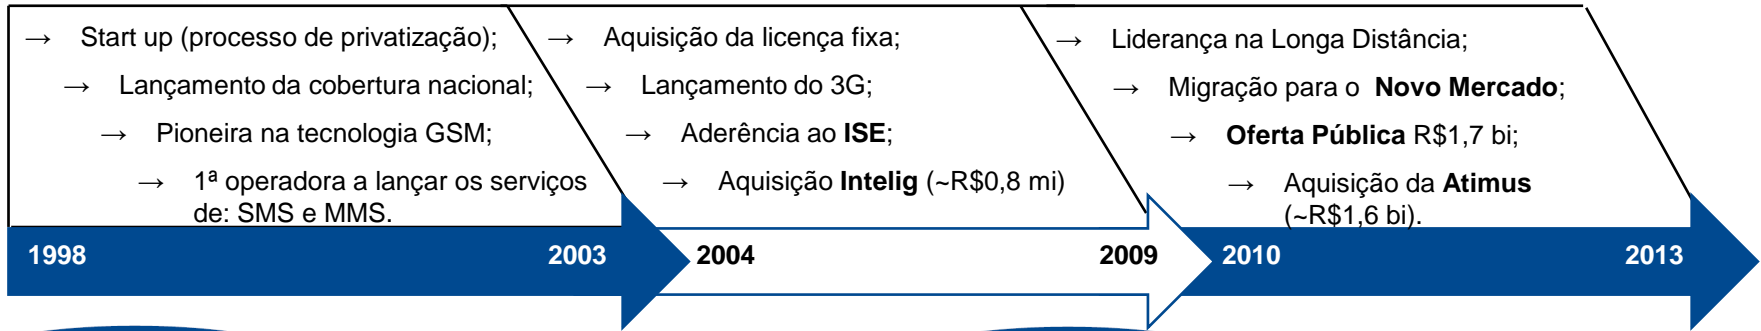 → Start up (processo de privatização);
→ Lançamento da cobertura nacional;
→ Pioneira na tecnologia GSM;
→ 1ª operadora a lançar os serviços
de: SMS e MMS.
→ Aquisição da licença fixa;
→ Lançamento do 3G;
→ Aderência ao ISE;
→ Aquisição Intelig (~R$0,8 mi)
→ Liderança na Longa Distância;
→ Migração para o Novo Mercado;
→ Oferta Pública R$1,7 bi;
→ Aquisição da Atimus
(~R$1,6 bi).
1998 2003 2004 2009 2010 2013